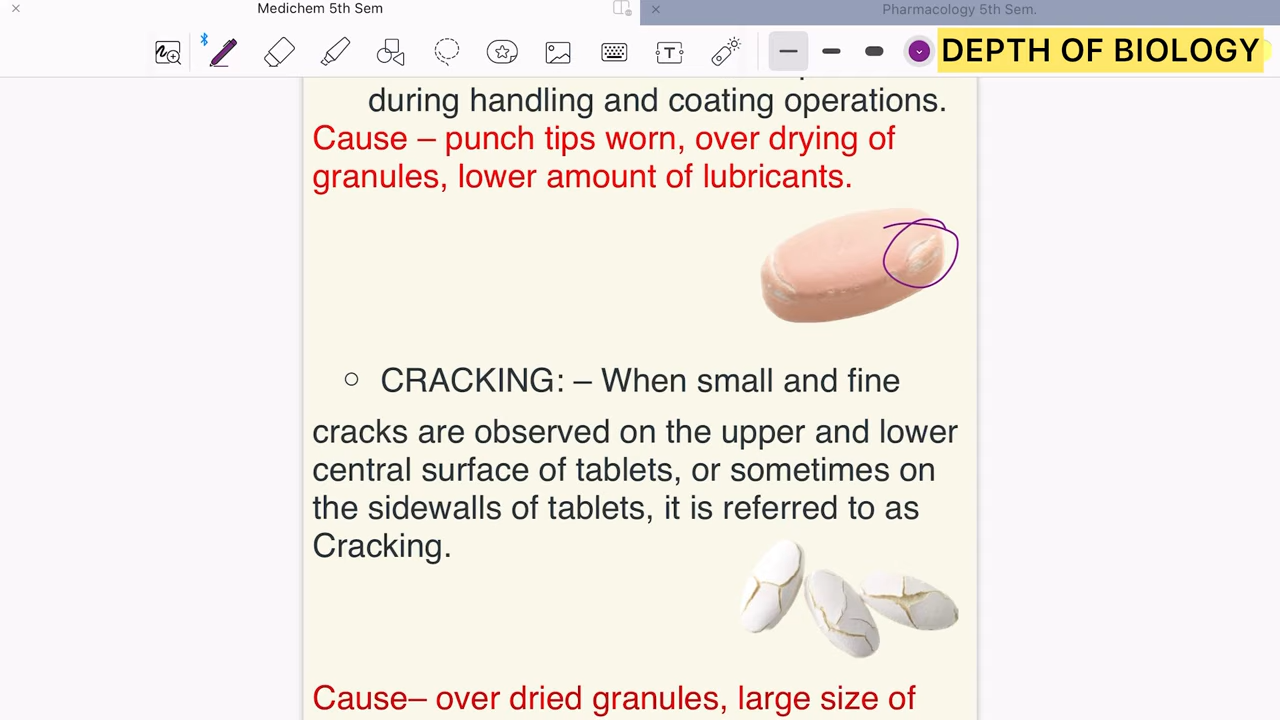 Medichem 5th Sem
Pharmacology 5th Sem.
DEPTH OF BIOLOGY
during handling and coating operations.
Cause – punch tips worn, over drying of
granules, lower amount of lubricants.
○ CRACKING: – When small and fine
cracks are observed on the upper and lower
central surface of tablets, or sometimes on
the sidewalls of tablets, it is referred to as
Cracking.
Cause– over dried granules, large size of